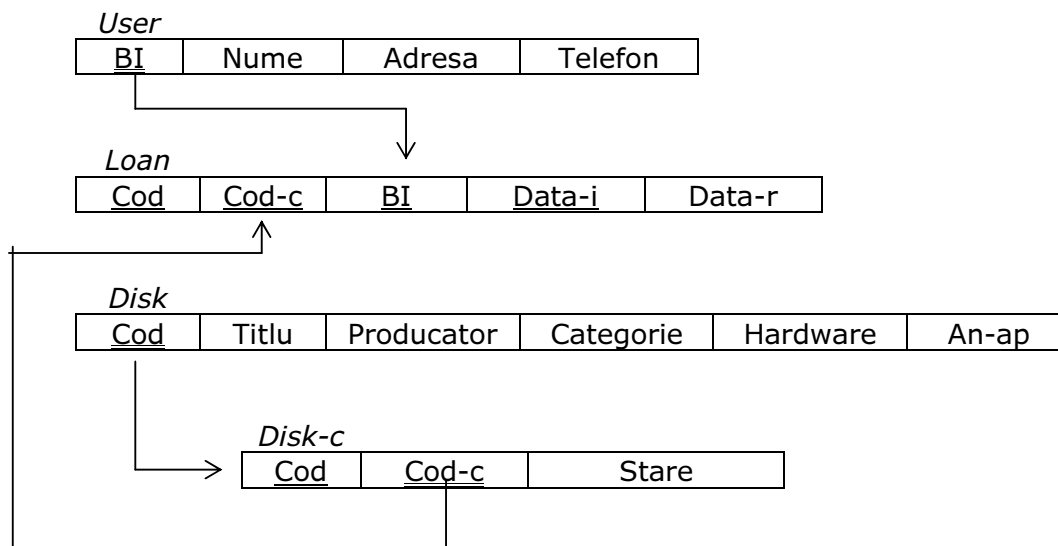 User
BI Nume Adresa Telefon
Loan
Cod Cod-c BI Data-i Data-r
Disk
Cod Titlu Producator Categorie Hardware An-ap
Disk-c
Cod Cod-c Stare